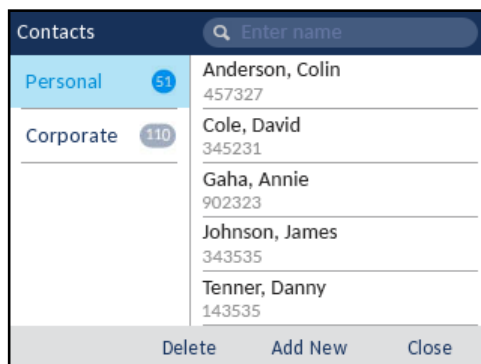 Contacts
Enter name
Personal 51
Corporate 110
Anderson, Colin
457327
Cole, David
345231
Gaha, Annie
902323
Johnson, James
343535
Tenner, Danny
143535
Delete Add New Close